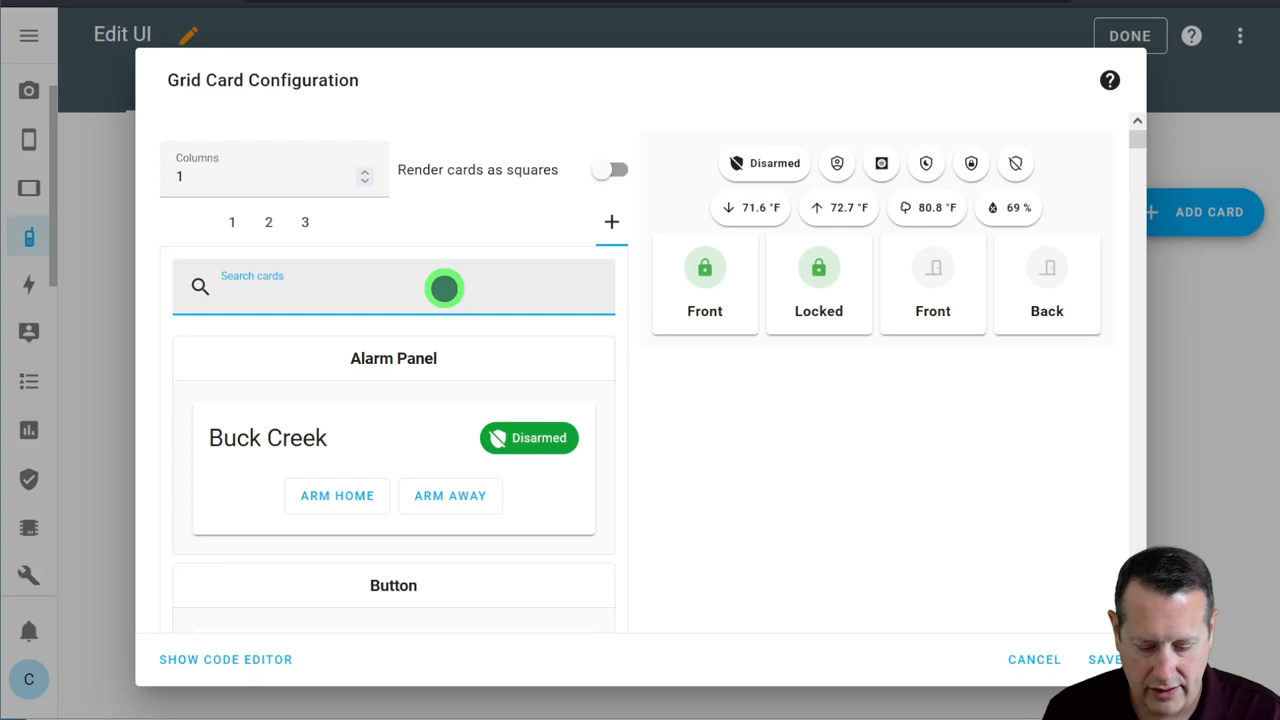 Edit UI
DONE
Grid Card Configuration
Columns
1
Render cards as squares
1 2 3
Search cards
Alarm Panel
Buck Creek
Disarmed
ARM HOME
ARM AWAY
Button
Disarmed
71.6 °F
72.7 °F
80.8 °F
69 %
Front
Locked
Front
Back
ADD CARD
SHOW CODE EDITOR
CANCEL
SAVE
C